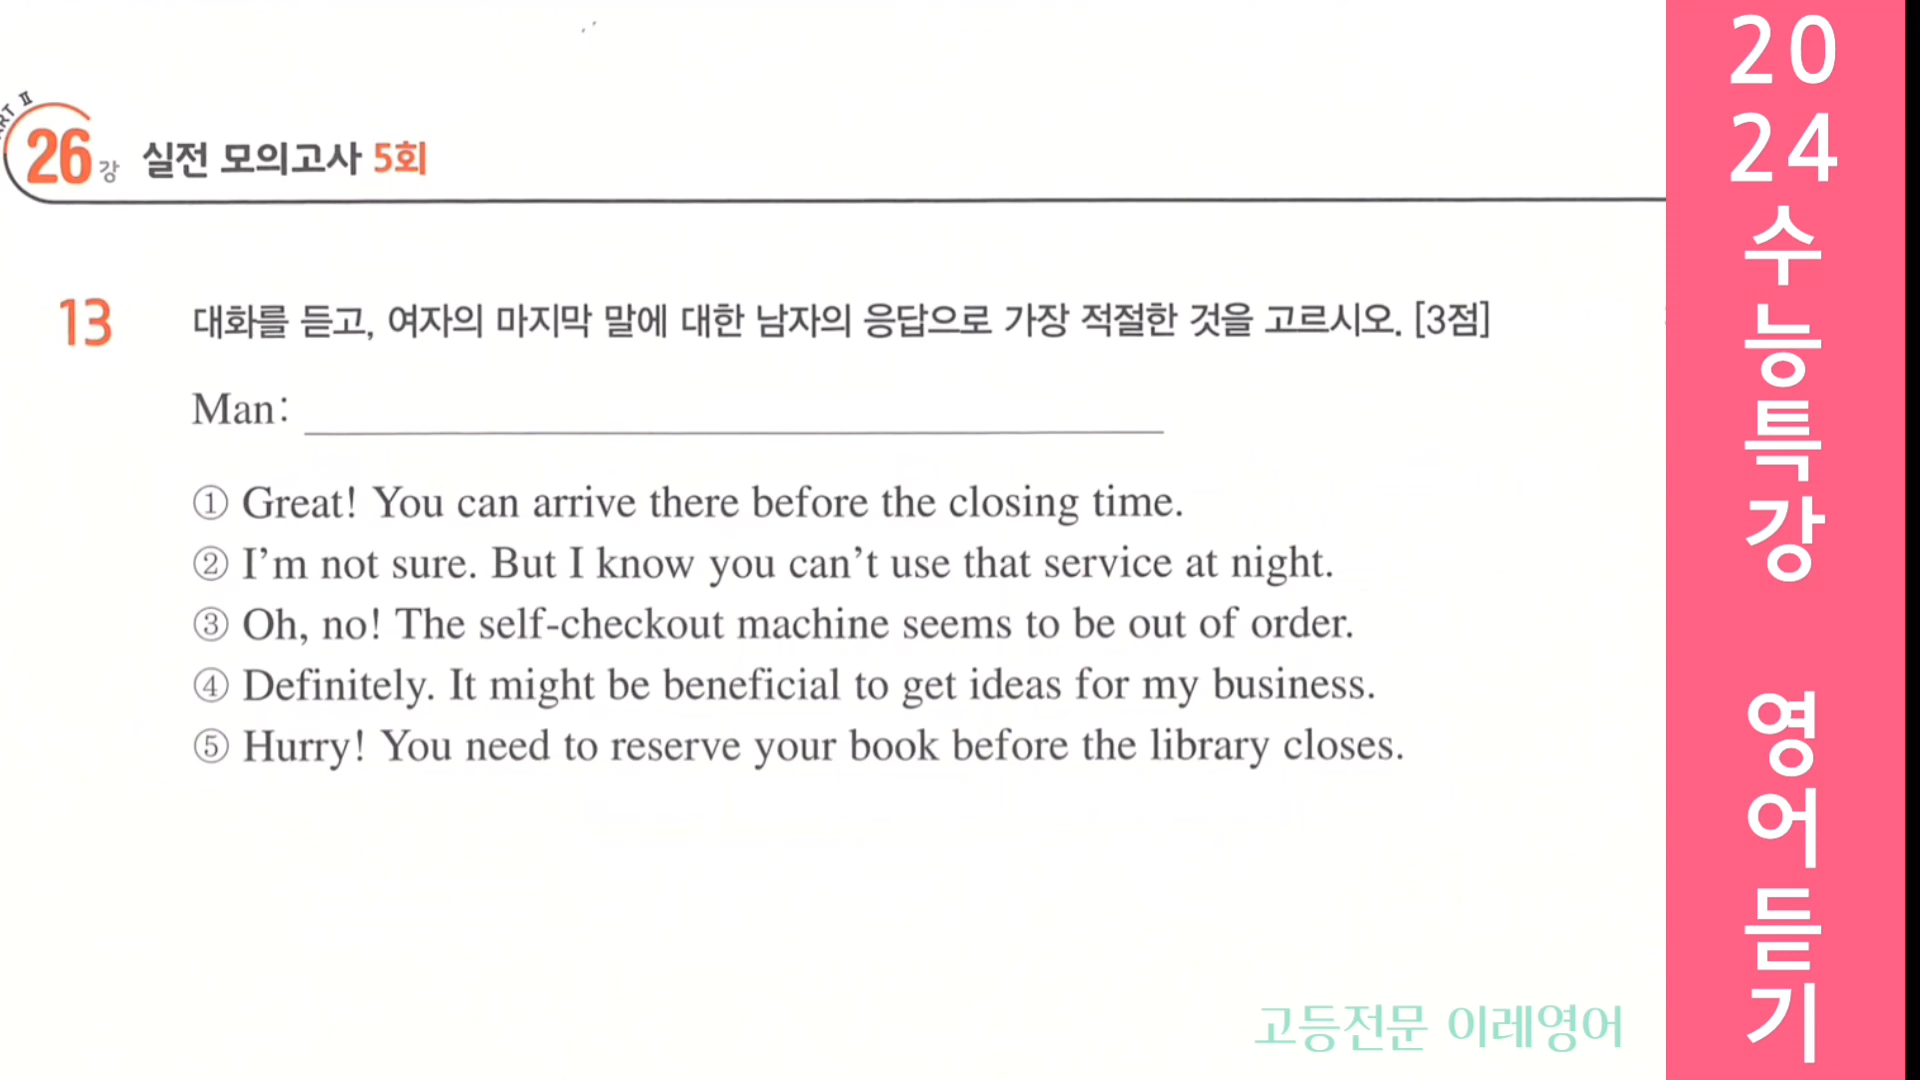 PART Ⅱ
26강 실전 모의고사 5회
13 대화를 듣고, 여자의 마지막 말에 대한 남자의 응답으로 가장 적절한 것을 고르시오. [3점]
Man:
① Great! You can arrive there before the closing time.
② I’m not sure. But I know you can’t use that service at night.
③ Oh, no! The self-checkout machine seems to be out of order.
④ Definitely. It might be beneficial to get ideas for my business.
⑤ Hurry! You need to reserve your book before the library closes.
고등전문 이레영어
2024수능특강 영어듣기